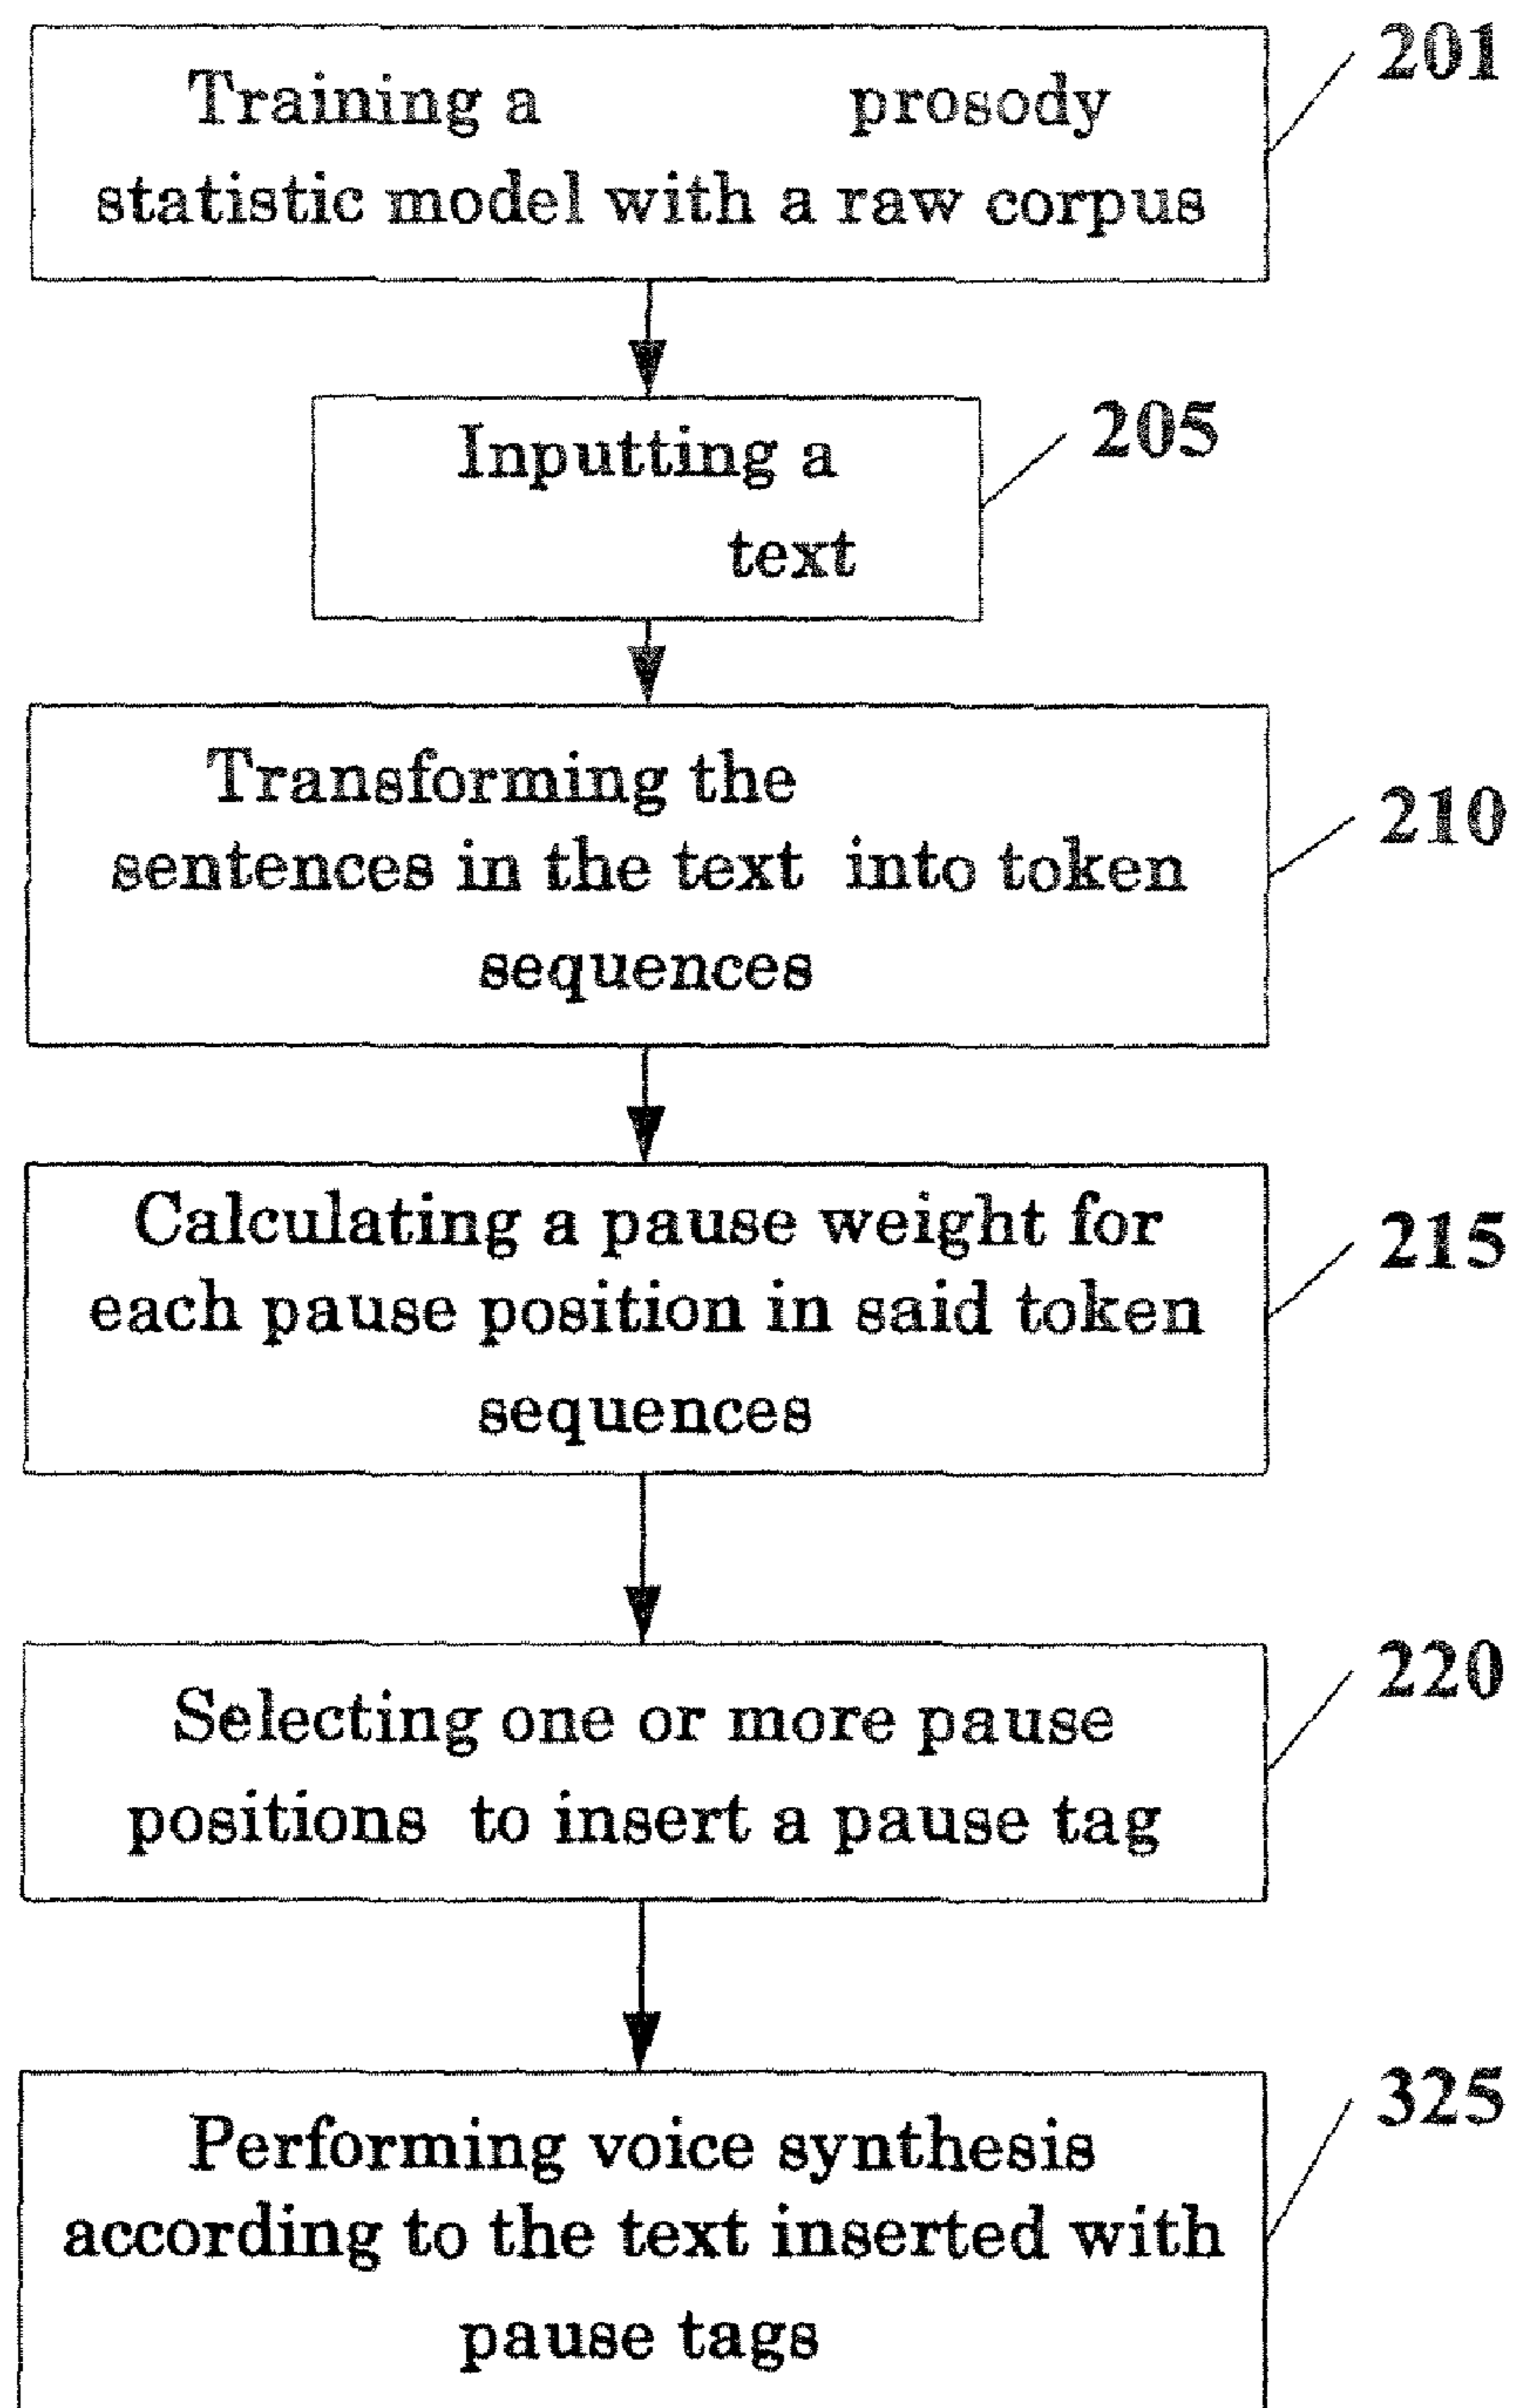 Training a prosody
statistic model with a raw corpus
201
Inputting a
text
205
Transforming the
sentences in the text into token
sequences
210
Calculating a pause weight for
each pause position in said token
sequences
215
Selecting one or more pause
positions to insert a pause tag
220
Performing voice synthesis
according to the text inserted with
pause tags
325